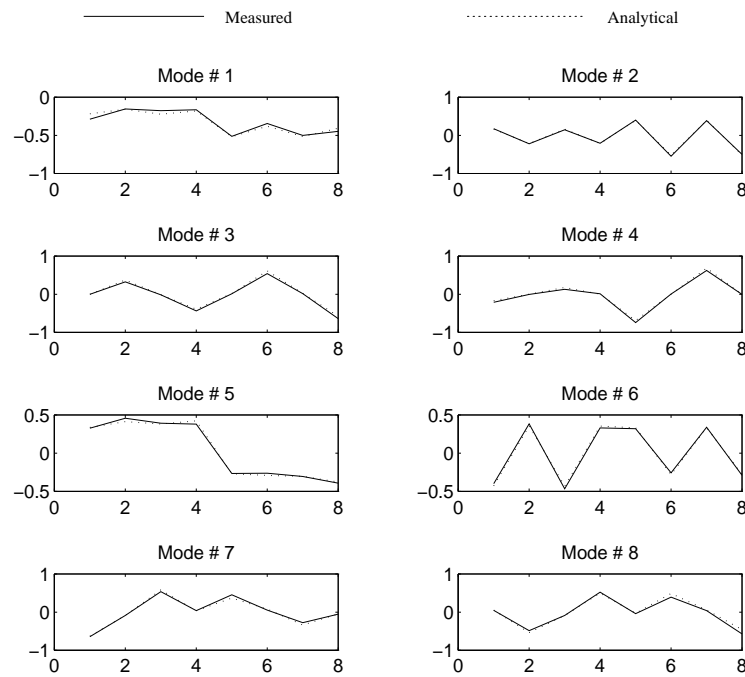 Measured Analytical
Mode # 1 Mode # 2
0 1
−0.5 0
−1 −1
0 2 4 6 8 0 2 4 6 8
Mode # 3 Mode # 4
1 1
0 0
−1 −1
0 2 4 6 8 0 2 4 6 8
Mode # 5 Mode # 6
0.5 0.5
0 0
−0.5 −0.5
0 2 4 6 8 0 2 4 6 8
Mode # 7 Mode # 8
1 1
0 0
−1 −1
0 2 4 6 8 0 2 4 6 8